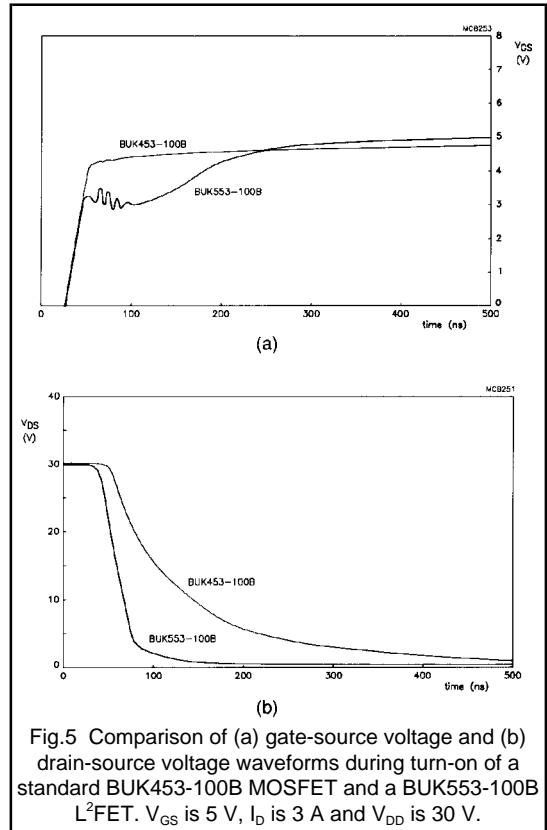 MCB253
8
V_GS
(V)
7
6
5
4
3
2
1
0
BUK453-100B
BUK553-100B
0 100 200 300 400 500
time (ns)
(a)
MCB251
40
V_DS
(V)
30
20
10
0
BUK453-100B
BUK553-100B
0 100 200 300 400 500
time (ns)
(b)
Fig.5 Comparison of (a) gate-source voltage and (b)
drain-source voltage waveforms during turn-on of a
standard BUK453-100B MOSFET and a BUK553-100B
L²FET. V_GS is 5 V, I_D is 3 A and V_DD is 30 V.